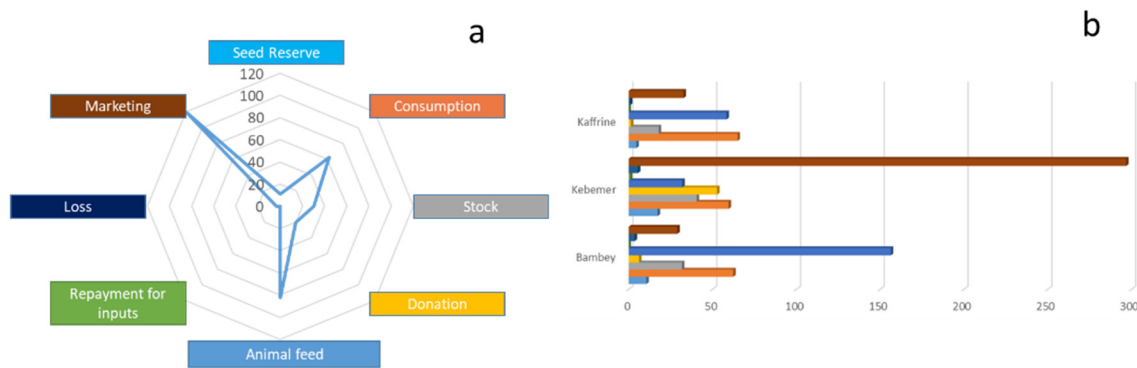 a
Seed Reserve
120
100
80
60
40
20
0
Marketing
Consumption
Loss
Stock
Repayment for
inputs
Donation
Animal feed
b
Kaffrine
Kebemer
Bambey
0 50 100 150 200 250 300